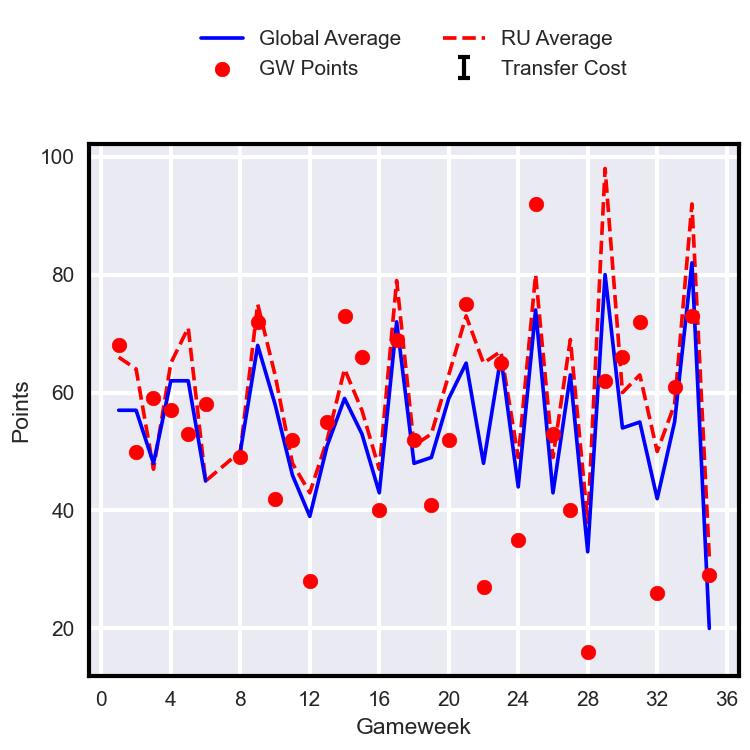 Global Average
RU Average
GW Points
Transfer Cost
100
80
60
40
20
Points
0 4 8 12 16 20 24 28 32 36
Gameweek